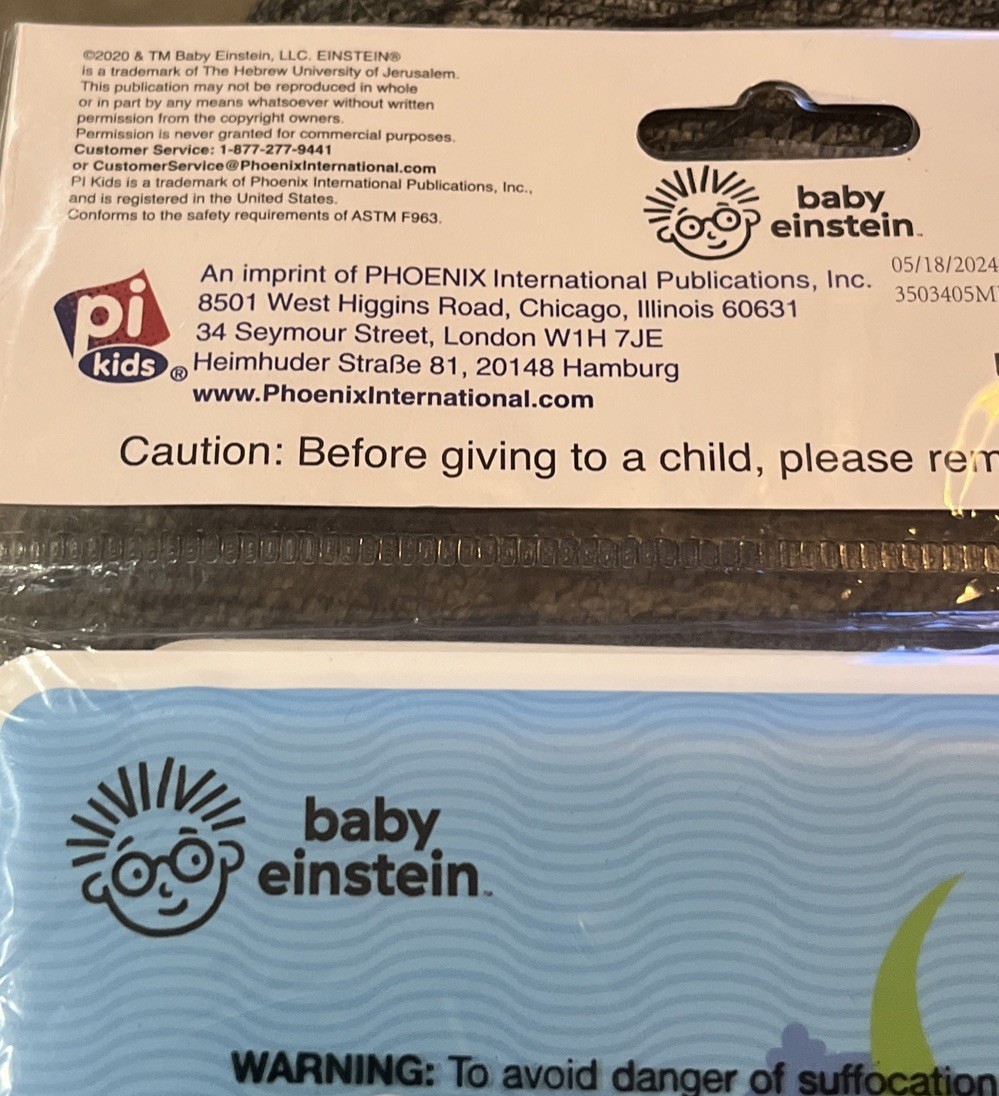 ©2020 & TM Baby Einstein, LLC. EINSTEIN®
is a trademark of The Hebrew University of Jerusalem.
This publication may not be reproduced in whole
or in part by any means whatsoever without written
permission from the copyright owners.
Permission is never granted for commercial purposes.
Customer Service: 1-877-277-9441
or CustomerService@PhoenixInternational.com
PI Kids is a trademark of Phoenix International Publications, Inc.,
and is registered in the United States.
Conforms to the safety requirements of ASTM F963.
baby
einstein™
05/18/2024
3503405M
pi
kids®
An imprint of PHOENIX International Publications, Inc.
8501 West Higgins Road, Chicago, Illinois 60631
34 Seymour Street, London W1H 7JE
Heimhuder Straße 81, 20148 Hamburg
www.PhoenixInternational.com
Caution: Before giving to a child, please rem
baby
einstein™
WARNING: To avoid danger of suffocation